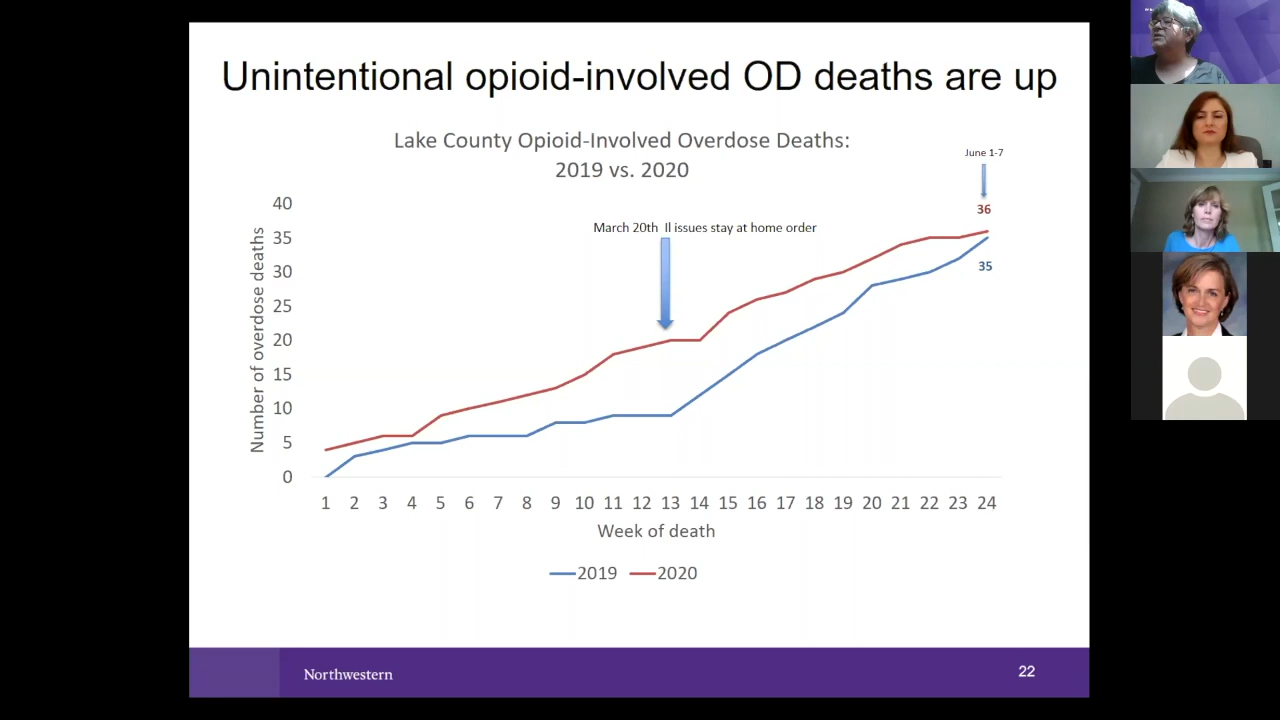 Unintentional opioid-involved OD deaths are up
Lake County Opioid-Involved Overdose Deaths:
2019 vs. 2020
June 1-7
36
March 20th Il issues stay at home order
35
Number of overdose deaths
40
35
30
25
20
15
10
5
0
1 2 3 4 5 6 7 8 9 10 11 12 13 14 15 16 17 18 19 20 21 22 23 24
Week of death
2019 2020
Northwestern
22